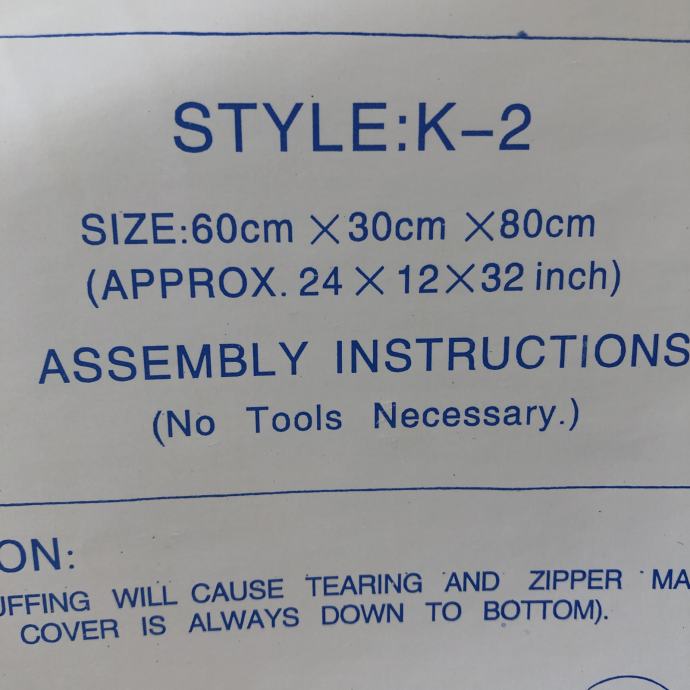 STYLE:K-2
SIZE:60cm ×30cm ×80cm
(APPROX. 24 × 12×32 inch)
ASSEMBLY INSTRUCTIONS
(No Tools Necessary.)
ON:
UFFING WILL CAUSE TEARING AND ZIPPER MA
COVER IS ALWAYS DOWN TO BOTTOM).